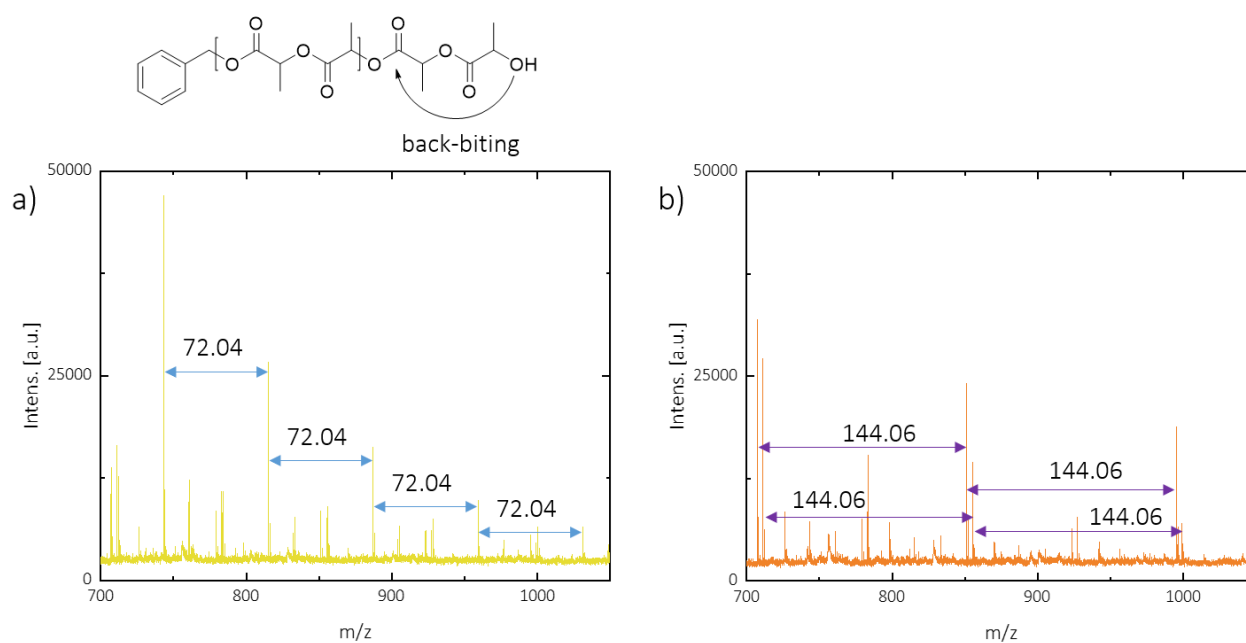 O O O O
O O O OH
O O O
back-biting
a)
50000
25000
0
Intens. [a.u.]
72.04
72.04
72.04
72.04
700 800 900 1000
m/z
b)
50000
25000
0
Intens. [a.u.]
144.06
144.06
144.06
144.06
700 800 900 1000
m/z